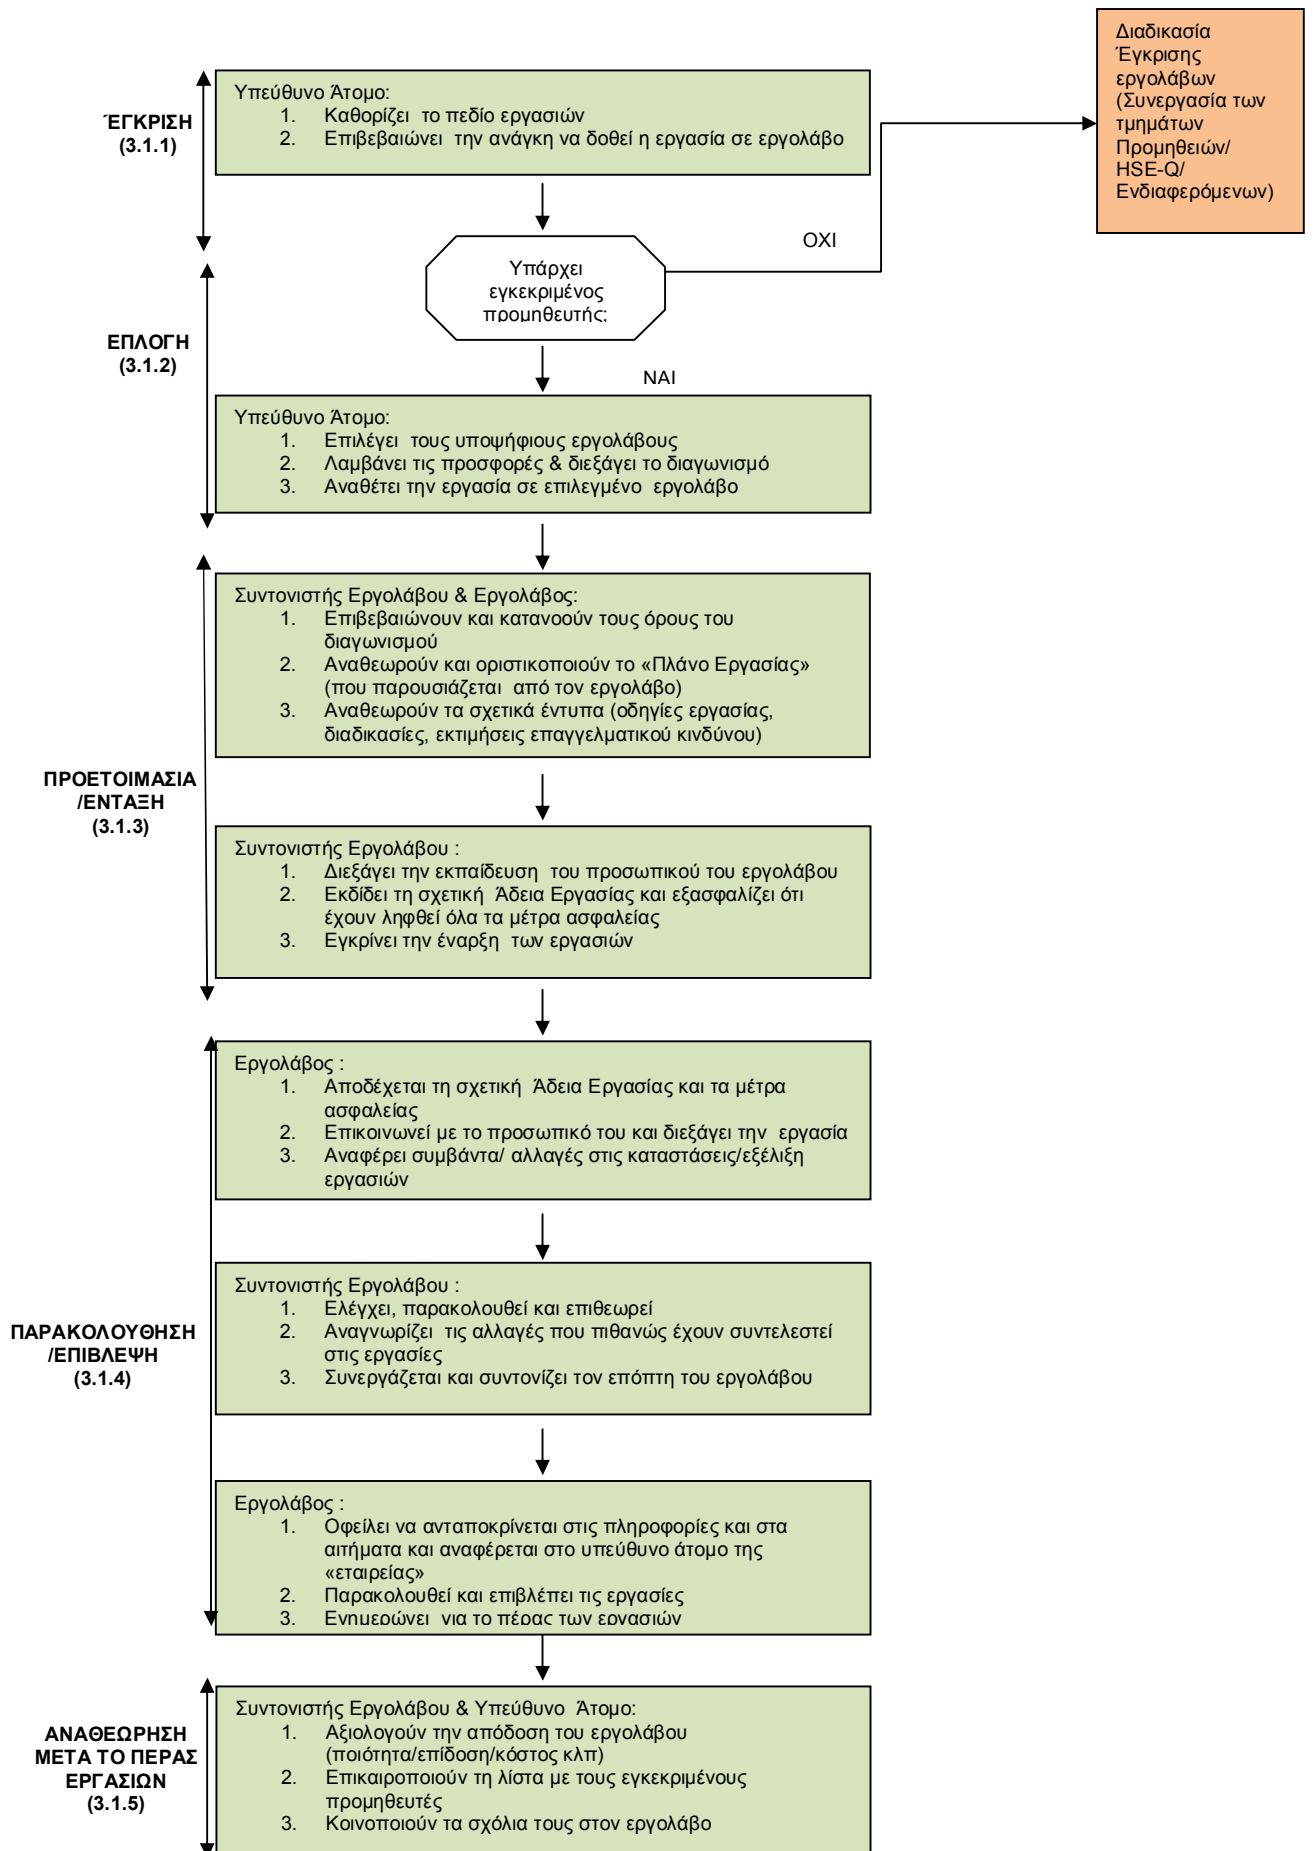 Διαδικασία
Έγκρισης
εργολάβων
(Συνεργασία των
τμημάτων
Προμηθειών/
HSE-Q/
Ενδιαφερόμενων)
ΈΓΚΡΙΣΗ
(3.1.1)
Υπεύθυνο Άτομο:
1. Καθορίζει το πεδίο εργασιών
2. Επιβεβαιώνει την ανάγκη να δοθεί η εργασία σε εργολάβο
ΟΧΙ
Υπάρχει
εγκεκριμένος
προμηθευτής;
ΕΠΛΟΓΗ
(3.1.2)
ΝΑΙ
Υπεύθυνο Άτομο:
1. Επιλέγει τους υποψήφιους εργολάβους
2. Λαμβάνει τις προσφορές & διεξάγει το διαγωνισμό
3. Αναθέτει την εργασία σε επιλεγμένο εργολάβο
Συντονιστής Εργολάβου & Εργολάβος:
1. Επιβεβαιώνουν και κατανοούν τους όρους του
διαγωνισμού
2. Αναθεωρούν και οριστικοποιούν το «Πλάνο Εργασίας»
(που παρουσιάζεται από τον εργολάβο)
3. Αναθεωρούν τα σχετικά έντυπα (οδηγίες εργασίας,
διαδικασίες, εκτιμήσεις επαγγελματικού κινδύνου)
ΠΡΟΕΤΟΙΜΑΣΙΑ
/ΕΝΤΑΞΗ
(3.1.3)
Συντονιστής Εργολάβου :
1. Διεξάγει την εκπαίδευση του προσωπικού του εργολάβου
2. Εκδίδει τη σχετική Άδεια Εργασίας και εξασφαλίζει ότι
έχουν ληφθεί όλα τα μέτρα ασφαλείας
3. Εγκρίνει την έναρξη των εργασιών
Εργολάβος :
1. Αποδέχεται τη σχετική Άδεια Εργασίας και τα μέτρα
ασφαλείας
2. Επικοινωνεί με το προσωπικό του και διεξάγει την εργασία
3. Αναφέρει συμβάντα/ αλλαγές στις καταστάσεις/εξέλιξη
εργασιών
ΠΑΡΑΚΟΛΟΥΘΗΣΗ
/ΕΠΙΒΛΕΨΗ
(3.1.4)
Συντονιστής Εργολάβου :
1. Ελέγχει, παρακολουθεί και επιθεωρεί
2. Αναγνωρίζει τις αλλαγές που πιθανώς έχουν συντελεστεί
στις εργασίες
3. Συνεργάζεται και συντονίζει τον επόπτη του εργολάβου
Εργολάβος :
1. Οφείλει να ανταποκρίνεται στις πληροφορίες και στα
αιτήματα και αναφέρεται στο υπεύθυνο άτομο της
«εταιρείας»
2. Παρακολουθεί και επιβλέπει τις εργασίες
3. Ενημερώνει για το πέρας των εργασιών
ΑΝΑΘΕΩΡΗΣΗ
ΜΕΤΑ ΤΟ ΠΕΡΑΣ
ΕΡΓΑΣΙΩΝ
(3.1.5)
Συντονιστής Εργολάβου & Υπεύθυνο Άτομο:
1. Αξιολογούν την απόδοση του εργολάβου
(ποιότητα/επίδοση/κόστος κλπ)
2. Επικαιροποιούν τη λίστα με τους εγκεκριμένους
προμηθευτές
3. Κοινοποιούν τα σχόλια τους στον εργολάβο